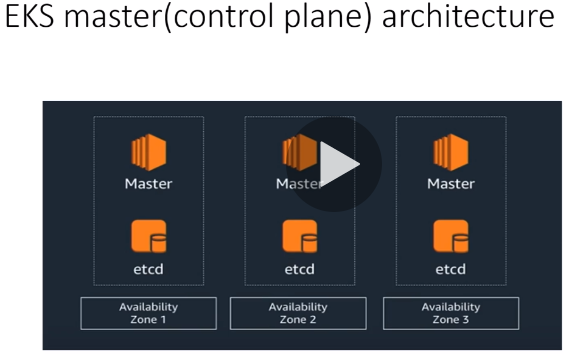 EKS master(control plane) architecture
Master
Master
Master
etcd
etcd
etcd
Availability
Zone 1
Availability
Zone 2
Availability
Zone 3